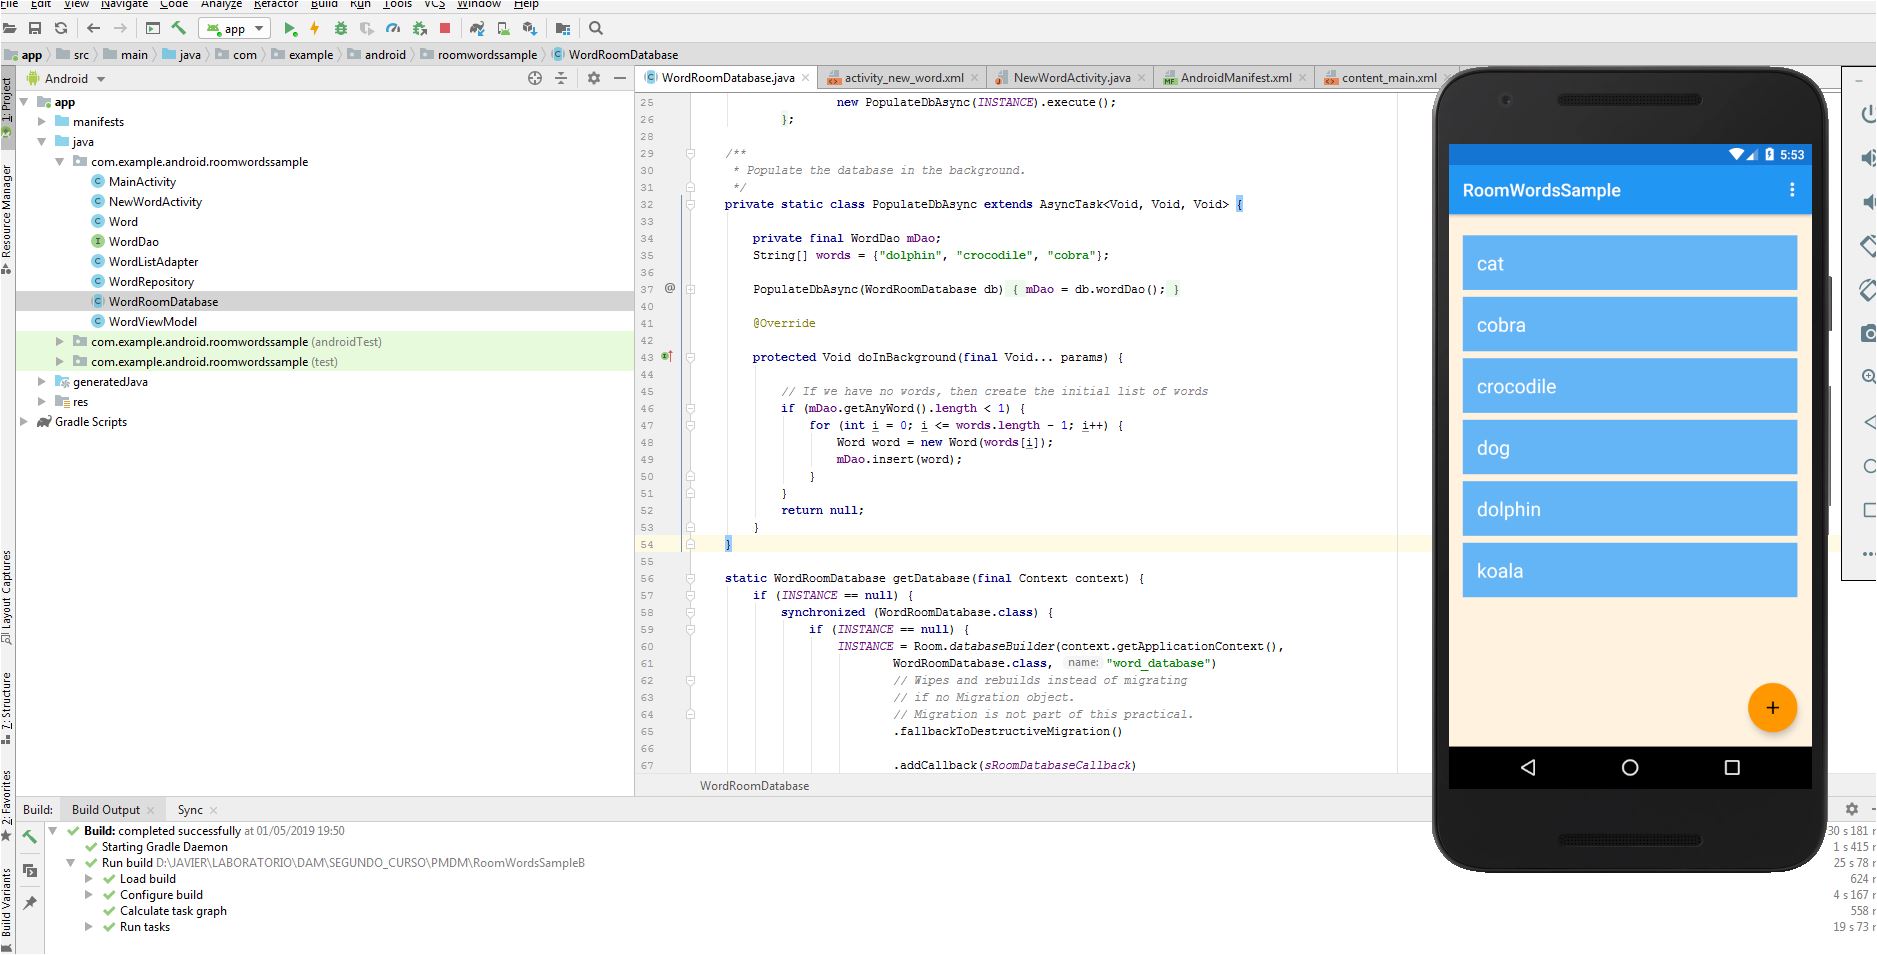 File Edit View Navigate Code Analyze Refactor Build Run Tools VCS Window Help
app
app src main java com example android roomwordssample WordRoomDatabase
Android
WordRoomDatabase.java activity_new_word.xml NewWordActivity.java AndroidManifest.xml content_main.xml
1: Project
Resource Manager
Layout Captures
7: Structure
2: Favorites
Build Variants
app
manifests
java
com.example.android.roomwordssample
MainActivity
NewWordActivity
Word
WordDao
WordListAdapter
WordRepository
WordRoomDatabase
WordViewModel
com.example.android.roomwordssample (androidTest)
com.example.android.roomwordssample (test)
generatedJava
res
Gradle Scripts
25 new PopulateDbAsync(INSTANCE).execute();
26 };
28
29 /**
30 * Populate the database in the background.
31 */
32 private static class PopulateDbAsync extends AsyncTask<Void, Void, Void> {
33
34 private final WordDao mDao;
35 String[] words = {"dolphin", "crocodile", "cobra"};
36
37 @ PopulateDbAsync(WordRoomDatabase db) { mDao = db.wordDao(); }
40
41 @Override
42
43 protected Void doInBackground(final Void... params) {
44
45 // If we have no words, then create the initial list of words
46 if (mDao.getAnyWord().length < 1) {
47 for (int i = 0; i <= words.length - 1; i++) {
48 Word word = new Word(words[i]);
49 mDao.insert(word);
50 }
51 }
52 return null;
53 }
54 }
55
56 static WordRoomDatabase getDatabase(final Context context) {
57 if (INSTANCE == null) {
58 synchronized (WordRoomDatabase.class) {
59 if (INSTANCE == null) {
60 INSTANCE = Room.databaseBuilder(context.getApplicationContext(),
61 WordRoomDatabase.class, name: "word_database")
62 // Wipes and rebuilds instead of migrating
63 // if no Migration object.
64 // Migration is not part of this practical.
65 .fallbackToDestructiveMigration()
66
67 .addCallback(sRoomDatabaseCallback)
WordRoomDatabase
5:53
RoomWordsSample
cat
cobra
crocodile
dog
dolphin
koala
+
Build: Build Output Sync
Build: completed successfully at 01/05/2019 19:50 30 s 181
Starting Gradle Daemon 1 s 415
Run build D:\JAVIER\LABORATORIO\DAM\SEGUNDO_CURSO\PMDM\RoomWordsSampleB 25 s 78
Load build 624
Configure build 4 s 167
Calculate task graph 558
Run tasks 19 s 73